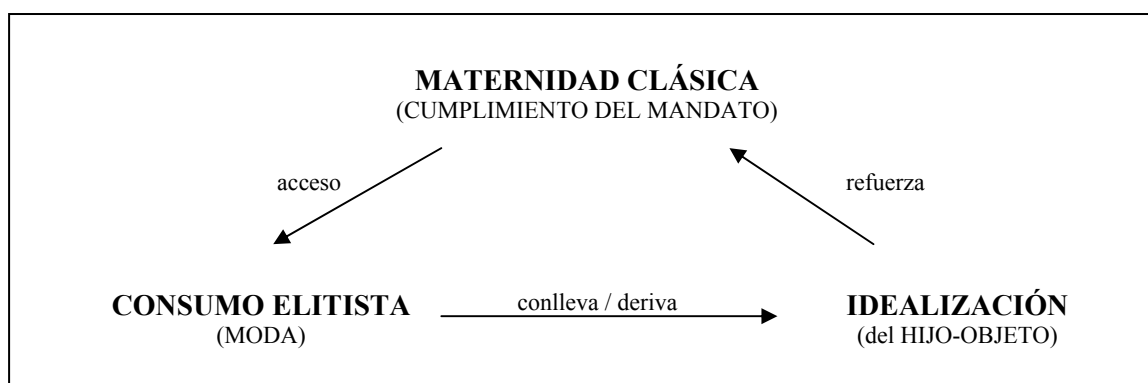 MATERNIDAD CLÁSICA
(CUMPLIMIENTO DEL MANDATO)
acceso
refuerza
CONSUMO ELITISTA
(MODA)
conlleva / deriva
IDEALIZACIÓN
(del HIJO-OBJETO)